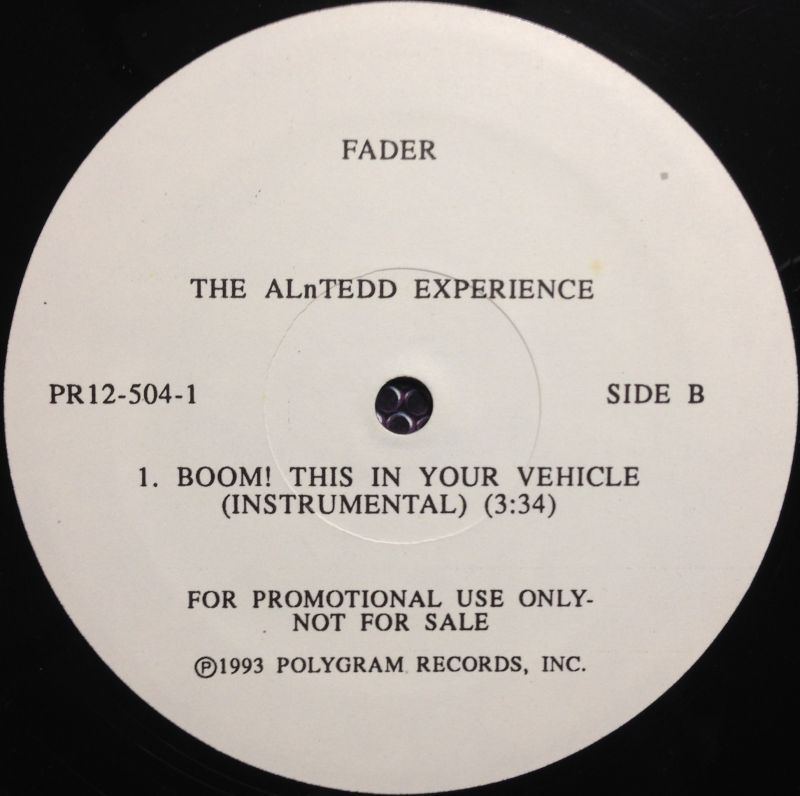 FADER
THE ALnTEDD EXPERIENCE
PR12-504-1
SIDE B
1. BOOM! THIS IN YOUR VEHICLE
(INSTRUMENTAL) (3:34)
FOR PROMOTIONAL USE ONLY-
NOT FOR SALE
℗1993 POLYGRAM RECORDS, INC.